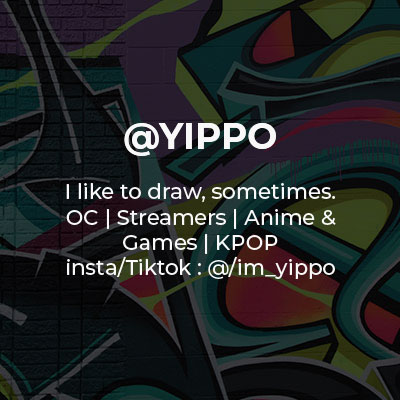 @YIPPO
I like to draw, sometimes.
OC | Streamers | Anime &
Games | KPOP
insta/Tiktok : @/im_yippo